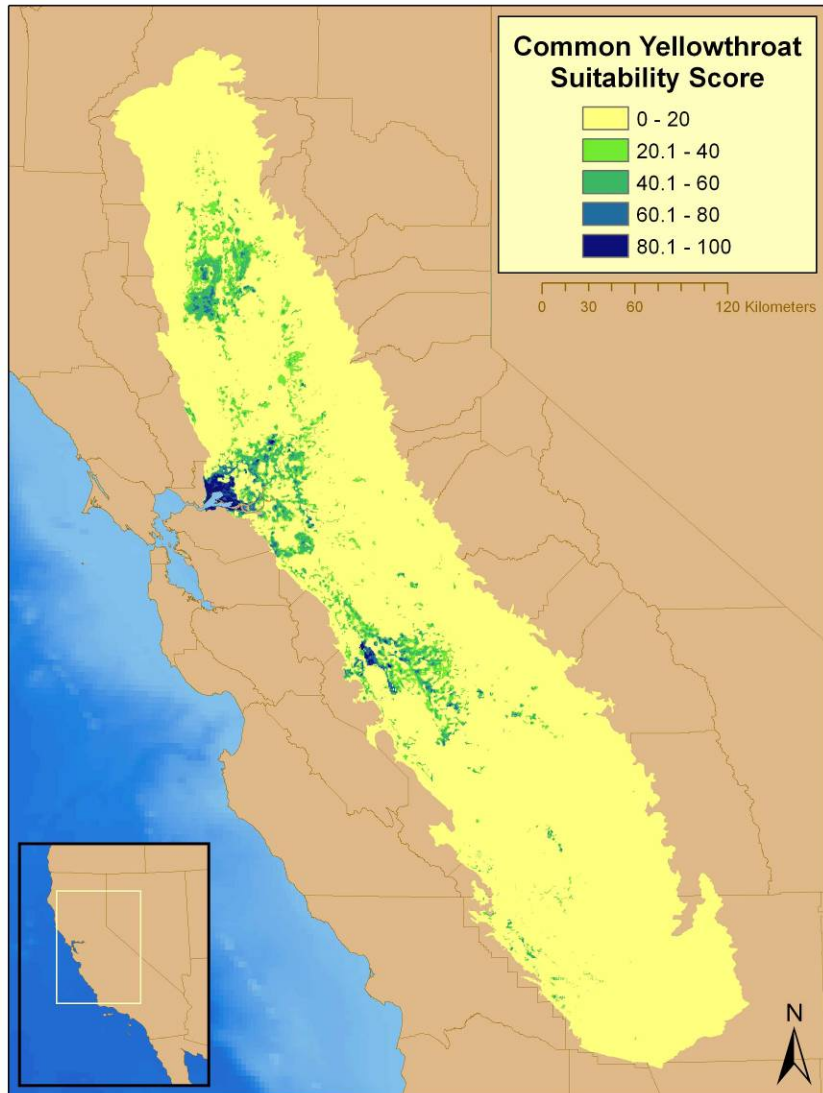 Common Yellowthroat
Suitability Score
0 - 20
20.1 - 40
40.1 - 60
60.1 - 80
80.1 - 100
0 30 60 120 Kilometers
N